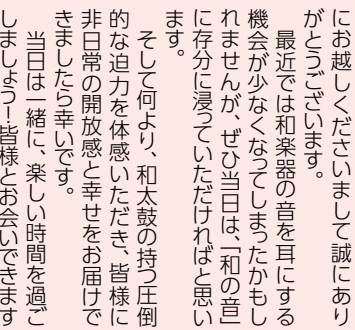 にお越しくださいまして誠にあり
がとうございます。
最近では和楽器の音を耳にする
機会が少なくなってしまったかもし
れませんが、ぜひ当日は、「和の音」
に存分に浸っていただければと思い
ます。
そして何より、和太鼓の持つ圧倒
的な迫力を体感いただき、皆様に
非日常の開放感と幸せをお届けで
きましたら幸いです。
当日は一緒に、楽しい時間を過ご
しましょう!皆様とお会いできます